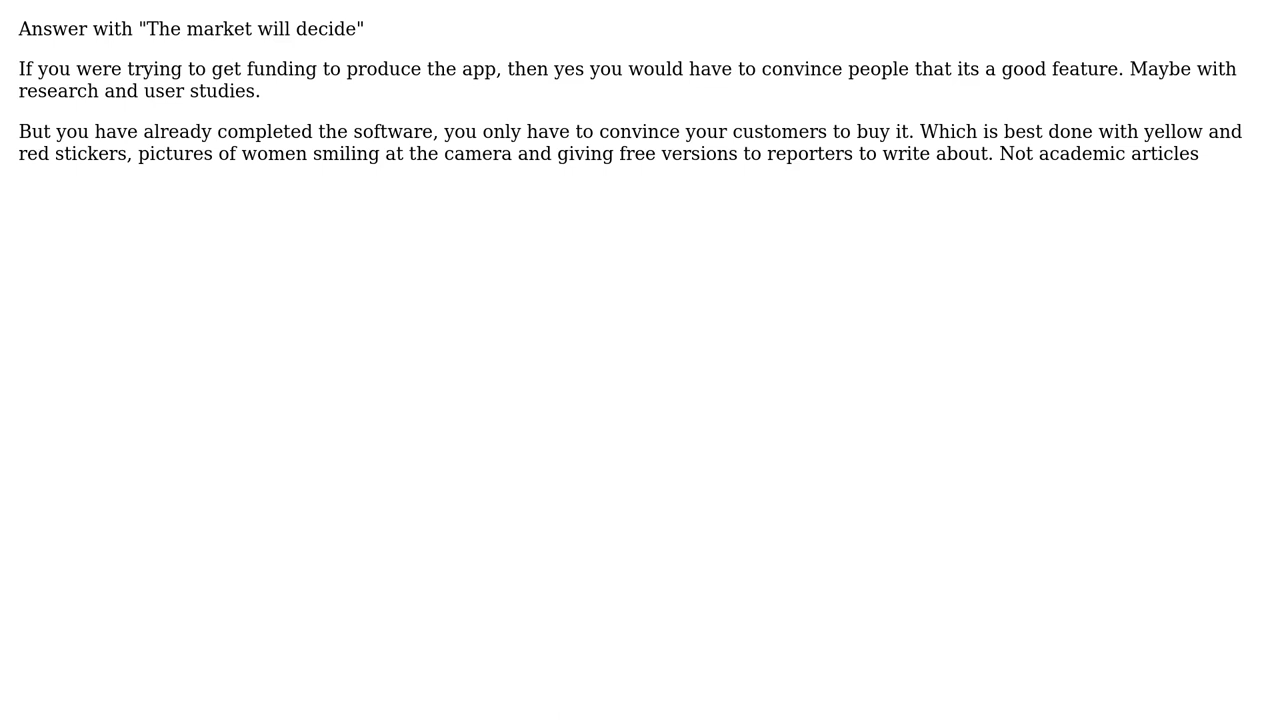 Answer with "The market will decide"
If you were trying to get funding to produce the app, then yes you would have to convince people that its a good feature. Maybe with
research and user studies.
But you have already completed the software, you only have to convince your customers to buy it. Which is best done with yellow and
red stickers, pictures of women smiling at the camera and giving free versions to reporters to write about. Not academic articles